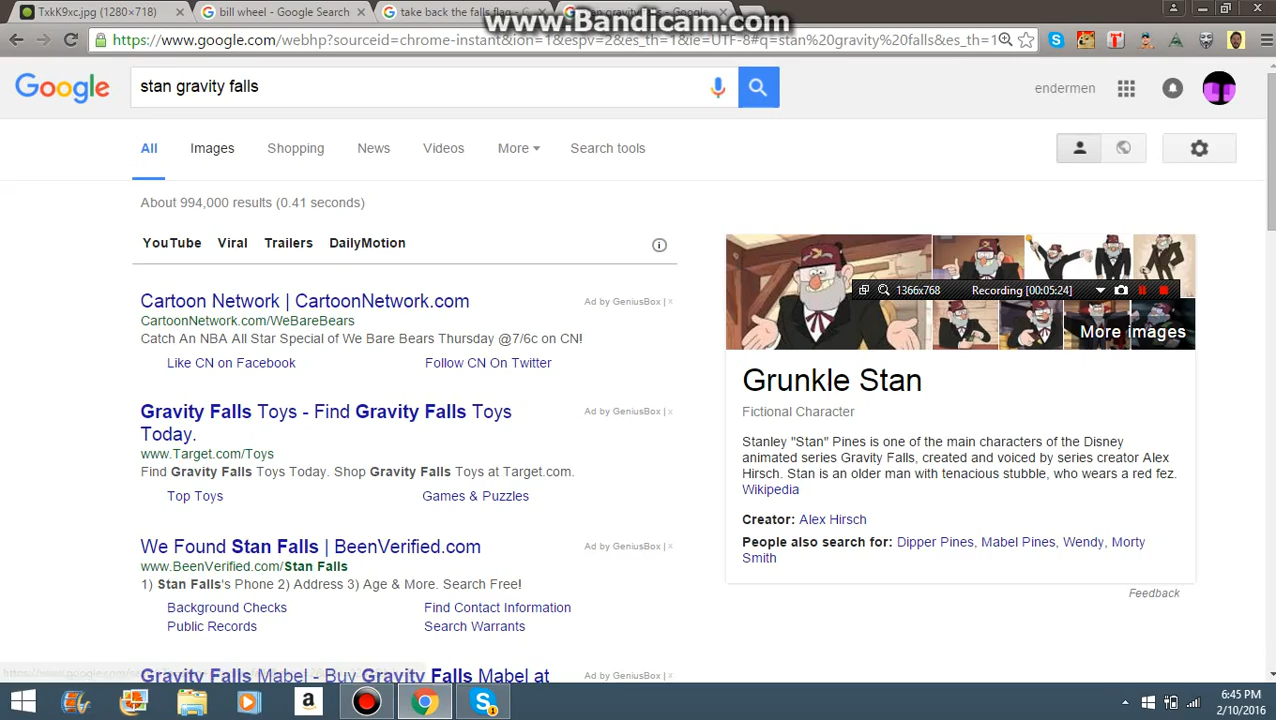 TxkK9xc.jpg (1280×718)
bill wheel - Google Search
take back the falls flag - G
www.Bandicam.com
https://www.google.com/webhp?sourceid=chrome-instant&ion=1&espv=2&es_th=1&ie=UTF-8#q=stan%20gravity%20falls&es_th=1
Google
stan gravity falls
endermen
All
Images
Shopping
News
Videos
More
Search tools
About 994,000 results (0.41 seconds)
YouTube Viral Trailers DailyMotion
Cartoon Network | CartoonNetwork.com
Ad by GeniusBox | x
CartoonNetwork.com/WeBareBears
Catch An NBA All Star Special of We Bare Bears Thursday @7/6c on CN!
Like CN on Facebook
Follow CN On Twitter
Gravity Falls Toys - Find Gravity Falls Toys
Today.
Ad by GeniusBox | x
www.Target.com/Toys
Find Gravity Falls Toys Today. Shop Gravity Falls Toys at Target.com.
Top Toys
Games & Puzzles
We Found Stan Falls | BeenVerified.com
Ad by GeniusBox | x
www.BeenVerified.com/Stan Falls
1) Stan Falls's Phone 2) Address 3) Age & More. Search Free!
Background Checks
Find Contact Information
Public Records
Search Warrants
Gravity Falls Mabel - Buy Gravity Falls Mabel at
1366x768
Recording [00:05:24]
More images
Grunkle Stan
Fictional Character
Stanley "Stan" Pines is one of the main characters of the Disney
animated series Gravity Falls, created and voiced by series creator Alex
Hirsch. Stan is an older man with tenacious stubble, who wears a red fez.
Wikipedia
Creator: Alex Hirsch
People also search for: Dipper Pines, Mabel Pines, Wendy, Morty
Smith
Feedback
6:45 PM
2/10/2016